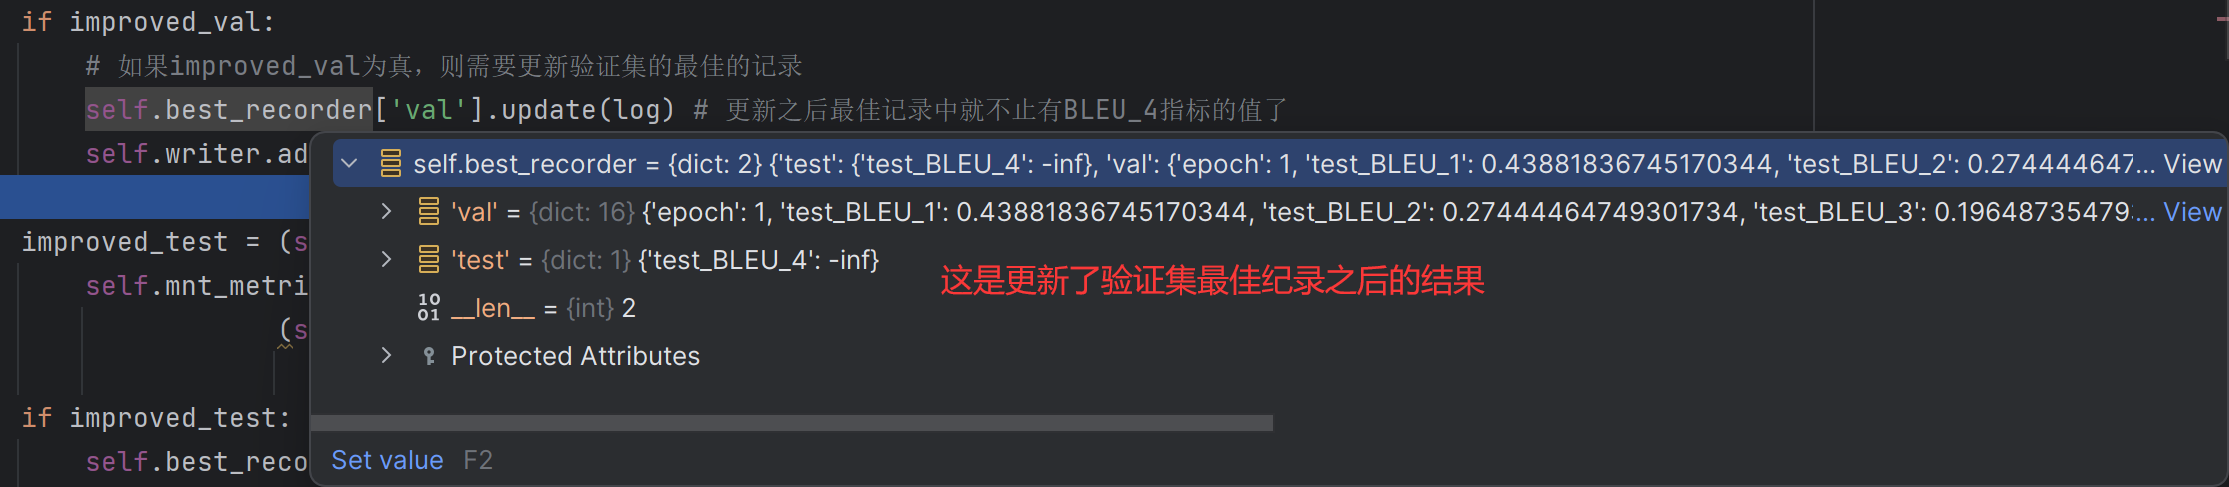 if improved_val:
# 如果improved_val为真，则需要更新验证集的最佳的记录
self.best_recorder['val'].update(log) # 更新之后最佳记录中就不止有BLEU_4指标的值了
self.writer.ad
self.best_recorder = {dict: 2} {'test': {'test_BLEU_4': -inf}, 'val': {'epoch': 1, 'test_BLEU_1': 0.43881836745170344, 'test_BLEU_2': 0.274444647... View
'val' = {dict: 16} {'epoch': 1, 'test_BLEU_1': 0.43881836745170344, 'test_BLEU_2': 0.27444464749301734, 'test_BLEU_3': 0.19648735479... View
improved_test = (s
'test' = {dict: 1} {'test_BLEU_4': -inf}
这是更新了验证集最佳纪录之后的结果
self.mnt_metri
10
01 __len__ = {int} 2
(s
Protected Attributes
if improved_test:
self.best_reco
Set value F2